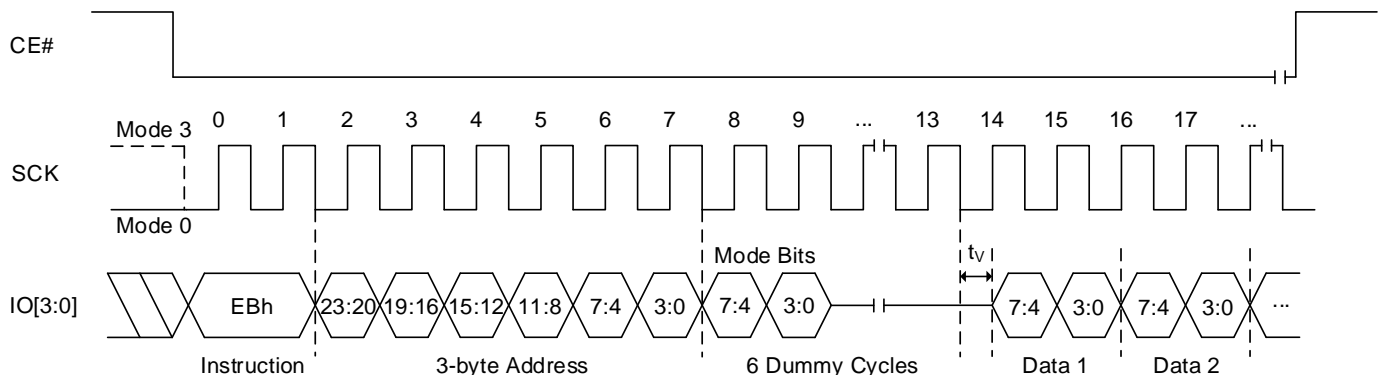 CE#
0 1 2 3 4 5 6 7 8 9 ... 13 14 15 16 17 ...
Mode 3
SCK
Mode 0
Mode Bits
tV
IO[3:0]
EBh 23:20 19:16 15:12 11:8 7:4 3:0 7:4 3:0 7:4 3:0 7:4 3:0 ...
Instruction 3-byte Address 6 Dummy Cycles Data 1 Data 2